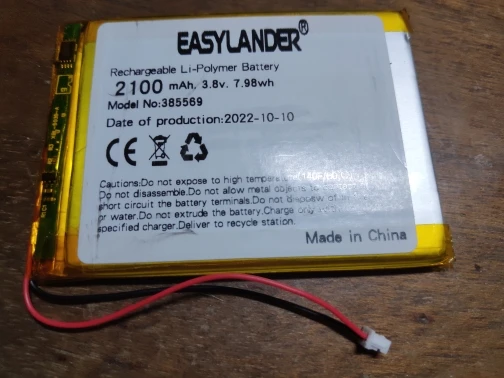 EASYLANDER®
Rechargeable Li-Polymer Battery
2100 mAh, 3.8v. 7.98wh
Model No:385569
Date of production:2022-10-10
CE
Cautions:Do not expose to high
Do not disassemble.Do not allow metal objects to
short circuit the battery terminals.Do not
or water.Do not extrude the battery.Charge only
specified charger.Deliver to recycle station.
Made in China